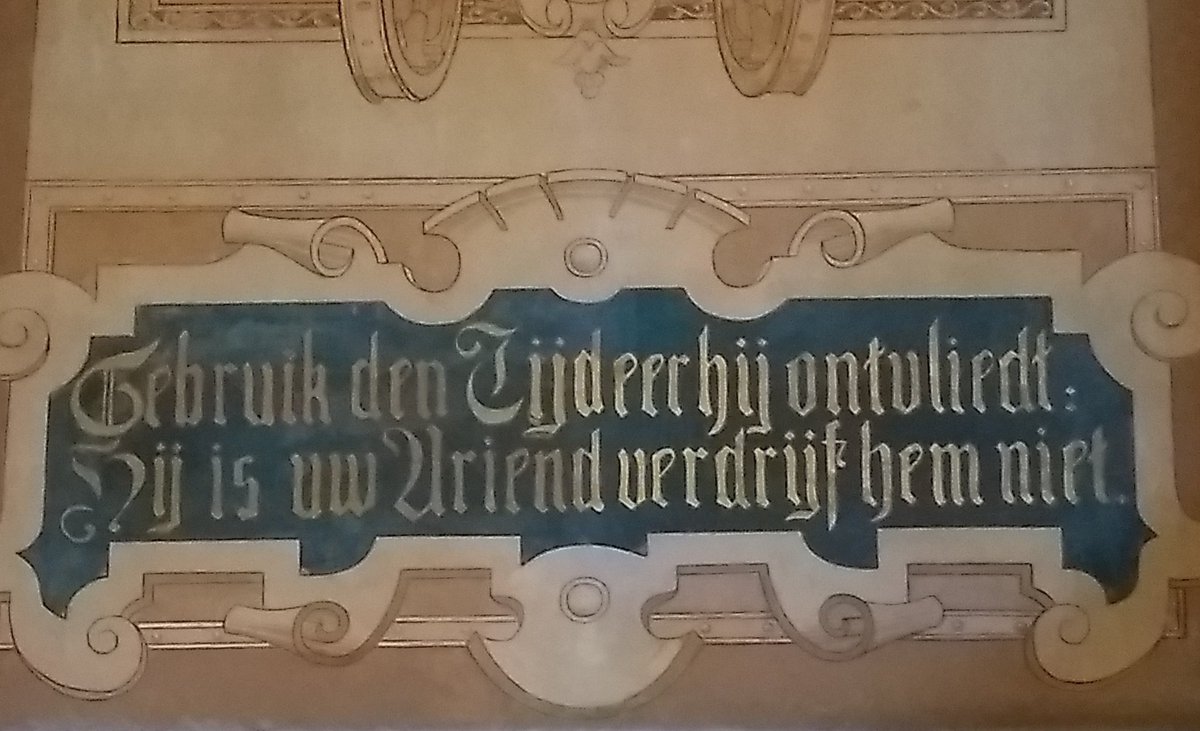 Gebruik den Tijd eer hij ontvliedt:
Hij is uw Vriend verdrijf hem niet.